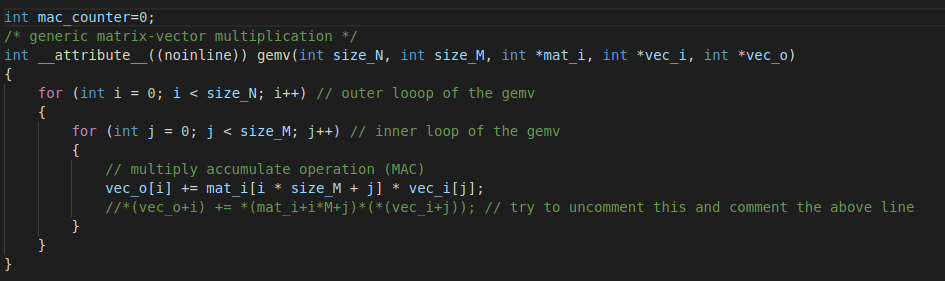 int mac_counter=0;
/* generic matrix-vector multiplication */
int __attribute__((noinline)) gemv(int size_N, int size_M, int *mat_i, int *vec_i, int *vec_o)
{
    for (int i = 0; i < size_N; i++) // outer looop of the gemv
    {
        for (int j = 0; j < size_M; j++) // inner loop of the gemv
        {
            // multiply accumulate operation (MAC)
            vec_o[i] += mat_i[i * size_M + j] * vec_i[j];
            //*(vec_o+i) += *(mat_i+i*M+j)*(*(vec_i+j)); // try to uncomment this and comment the above line
        }
    }
}